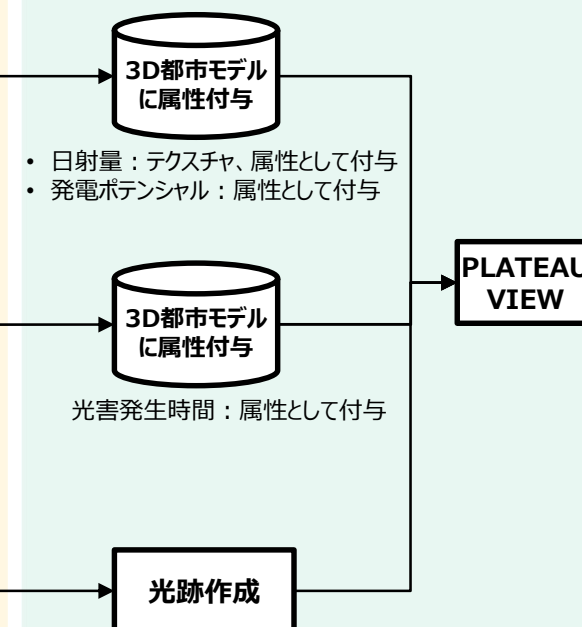 3D都市モデル
に属性付与
• 日射量：テクスチャ、属性として付与
• 発電ポテンシャル：属性として付与
PLATEAU
VIEW
3D都市モデル
に属性付与
光害発生時間：属性として付与
光跡作成